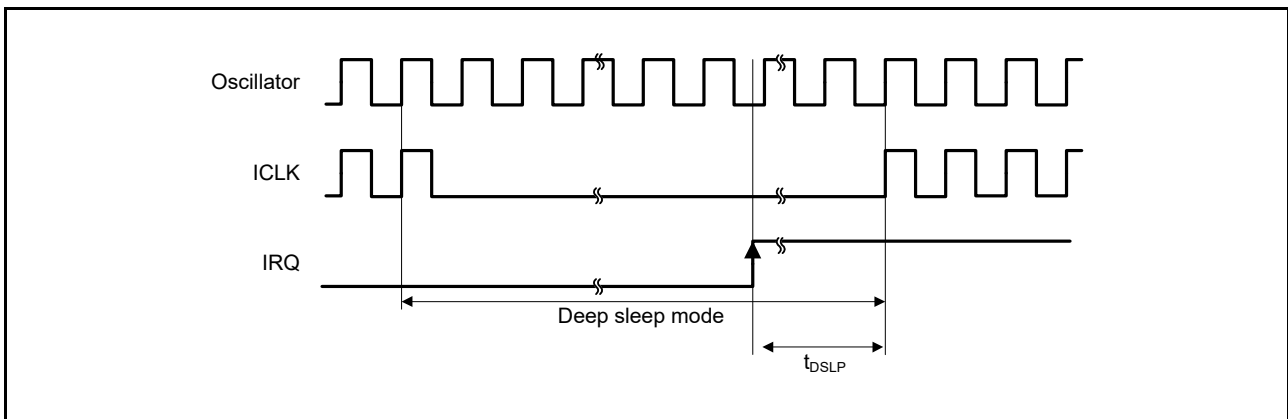 Oscillator
ICLK
IRQ
Deep sleep mode
tDSLP